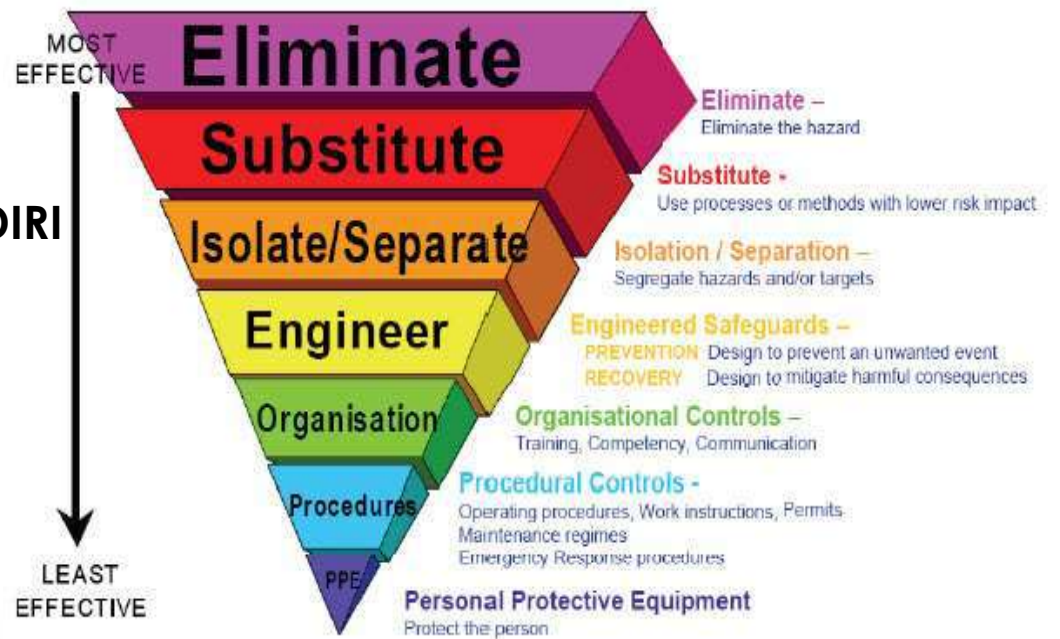 MOST
EFFECTIVE
Eliminate
Eliminate –
Eliminate the hazard
Substitute
Substitute -
Use processes or methods with lower risk impact
DIRI
Isolate/Separate
Isolation / Separation –
Segregate hazards and/or targets
Engineer
Engineered Safeguards –
PREVENTION Design to prevent an unwanted event
RECOVERY Design to mitigate harmful consequences
Organisation
Organisational Controls –
Training, Competency, Communication
Procedures
Procedural Controls -
Operating procedures, Work instructions, Permits
Maintenance regimes
Emergency Response procedures
LEAST
EFFECTIVE
PPE
Personal Protective Equipment
Protect the person